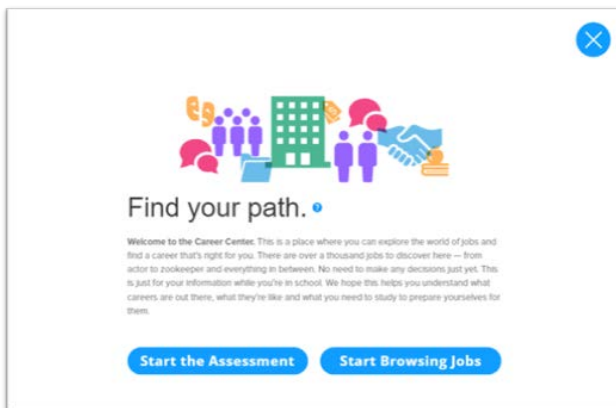 Find your path. ?
Welcome to the Career Center. This is a place where you can explore the world of jobs and
find a career that's right for you. There are over a thousand jobs to discover here — from
actor to zookeeper and everything in between. No need to make any decisions just yet. This
is just for your information while you're in school. We hope this helps you understand what
careers are out there, what they're like and what you need to study to prepare yourselves for
them.
Start the Assessment
Start Browsing Jobs